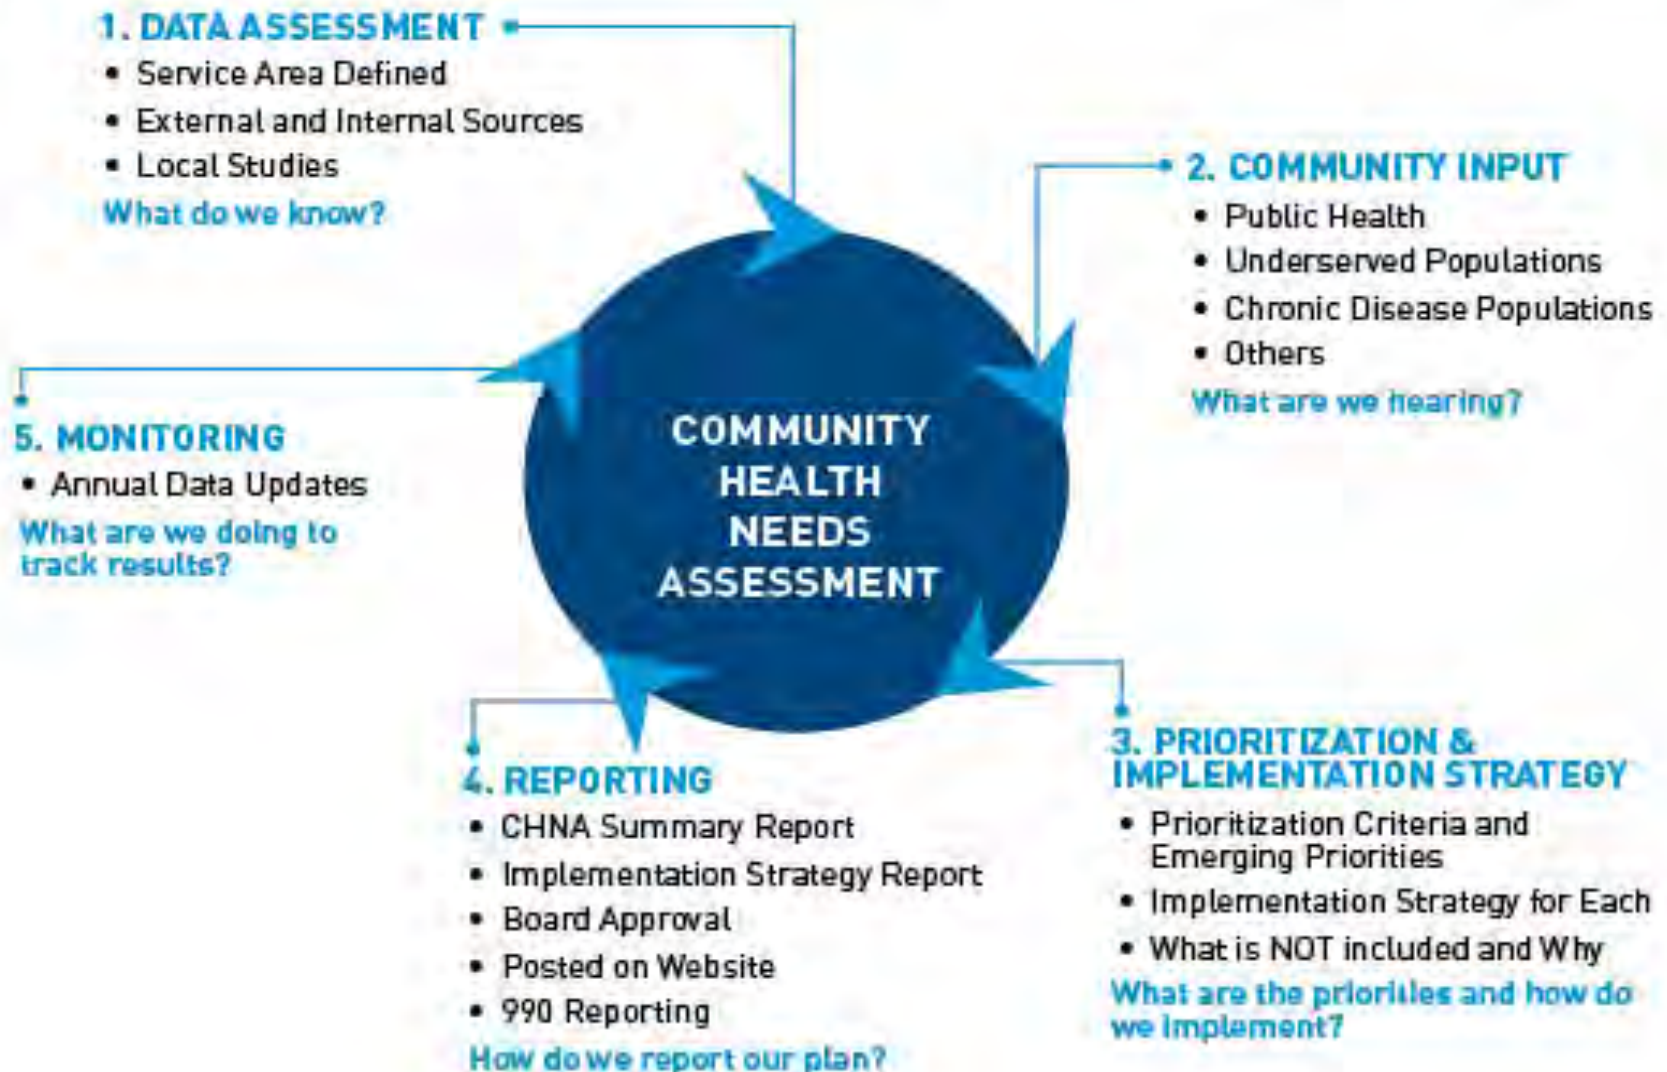 1. DATA ASSESSMENT
• Service Area Defined
• External and Internal Sources
• Local Studies
What do we know?
2. COMMUNITY INPUT
• Public Health
• Underserved Populations
• Chronic Disease Populations
• Others
What are we hearing?
COMMUNITY
HEALTH
NEEDS
ASSESSMENT
3. PRIORITIZATION &
IMPLEMENTATION STRATEGY
• Prioritization Criteria and
Emerging Priorities
• Implementation Strategy for Each
• What is NOT included and Why
What are the priorities and how do
we implement?
4. REPORTING
• CHNA Summary Report
• Implementation Strategy Report
• Board Approval
• Posted on Website
• 990 Reporting
How do we report our plan?
5. MONITORING
• Annual Data Updates
What are we doing to
track results?